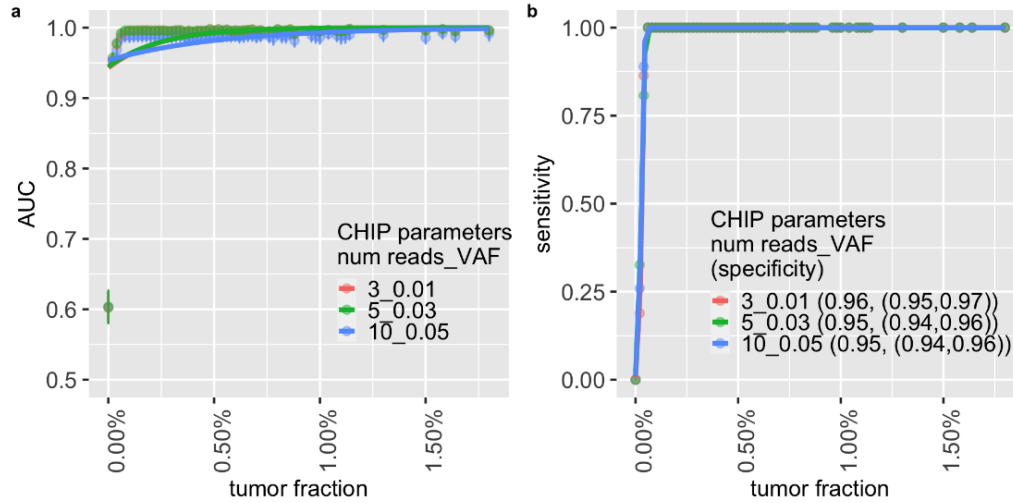 a
1.0
0.9
0.8
0.7
0.6
0.5
AUC
CHIP parameters
num reads_VAF
3_0.01
5_0.03
10_0.05
0.00%
0.50%
1.00%
1.50%
tumor fraction
b
1.00
0.75
0.50
0.25
0.00
sensitivity
CHIP parameters
num reads_VAF
(specificity)
3_0.01 (0.96, (0.95,0.97))
5_0.03 (0.95, (0.94,0.96))
10_0.05 (0.95, (0.94,0.96))
0.00%
0.50%
1.00%
1.50%
tumor fraction